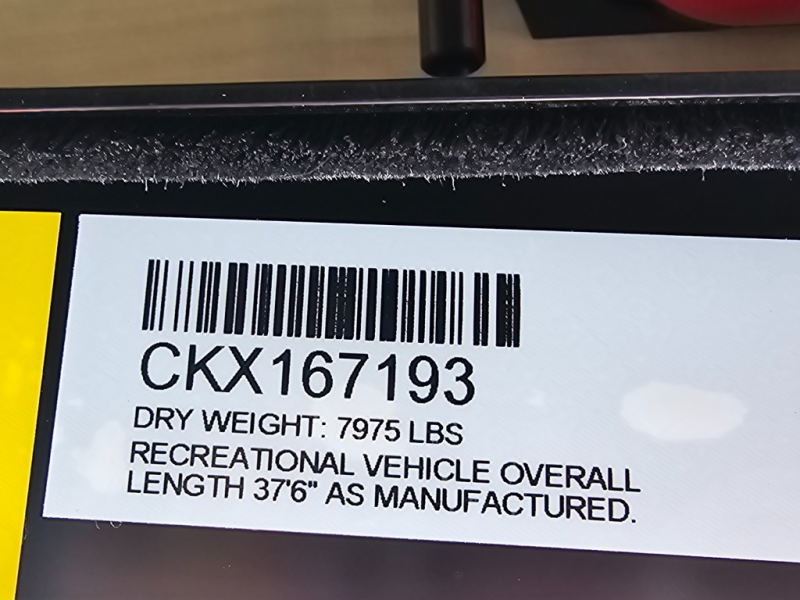 CKX167193
DRY WEIGHT: 7975 LBS
RECREATIONAL VEHICLE OVERALL
LENGTH 37'6" AS MANUFACTURED.